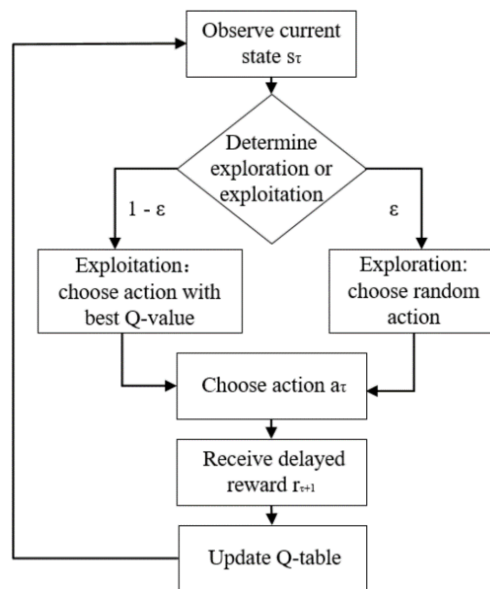 Observe current
state sτ
Determine
exploration or
exploitation
1 - ε
ε
Exploitation：
choose action with
best Q-value
Exploration:
choose random
action
Choose action aτ
Receive delayed
reward rτ+1
Update Q-table